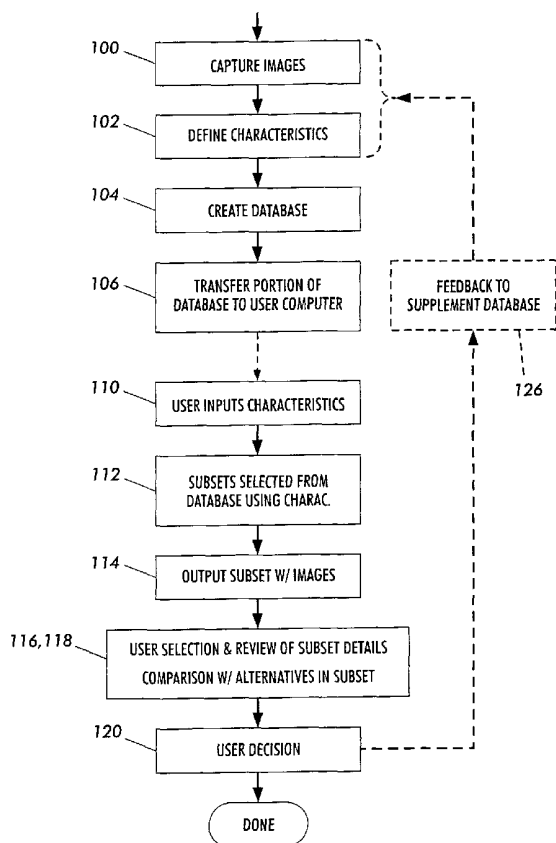 100
CAPTURE IMAGES
102
DEFINE CHARACTERISTICS
104
CREATE DATABASE
106
TRANSFER PORTION OF
DATABASE TO USER COMPUTER
FEEDBACK TO
SUPPLEMENT DATABASE
126
110
USER INPUTS CHARACTERISTICS
112
SUBSETS SELECTED FROM
DATABASE USING CHARAC.
114
OUTPUT SUBSET W/ IMAGES
116,118
USER SELECTION & REVIEW OF SUBSET DETAILS
COMPARISON W/ ALTERNATIVES IN SUBSET
120
USER DECISION
DONE